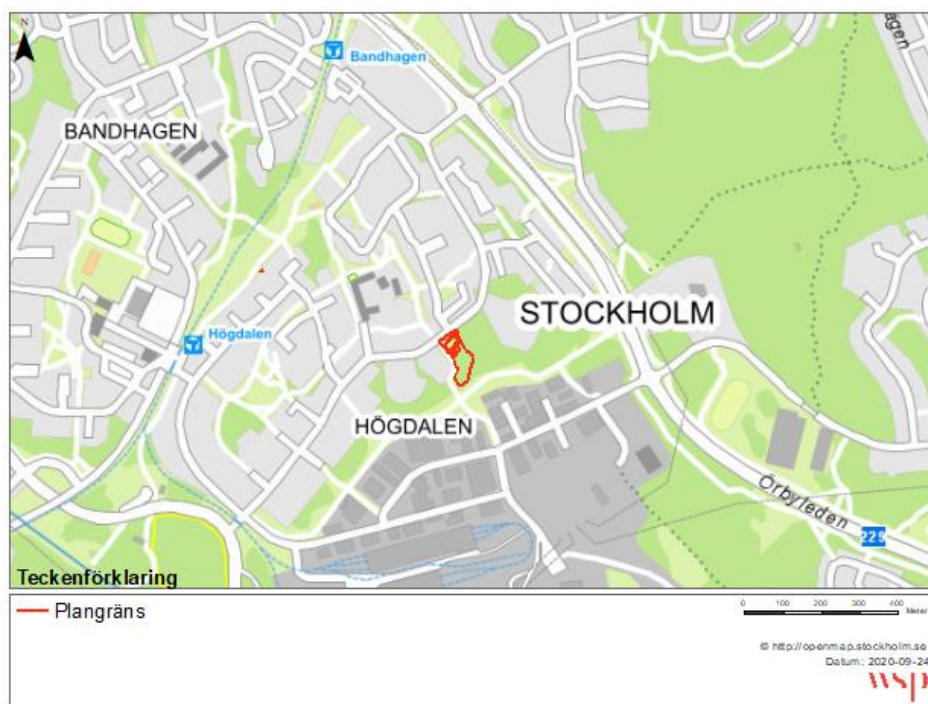 N
Bandhagen
BANDHAGEN
STOCKHOLM
Högdalen
HÖGDALEN
Örbyleden
229
Teckenförklaring
Plangräns
0 100 200 300 400
Meter
© http://openmap.stockholm.se
Datum: 2020-09-24
wsp